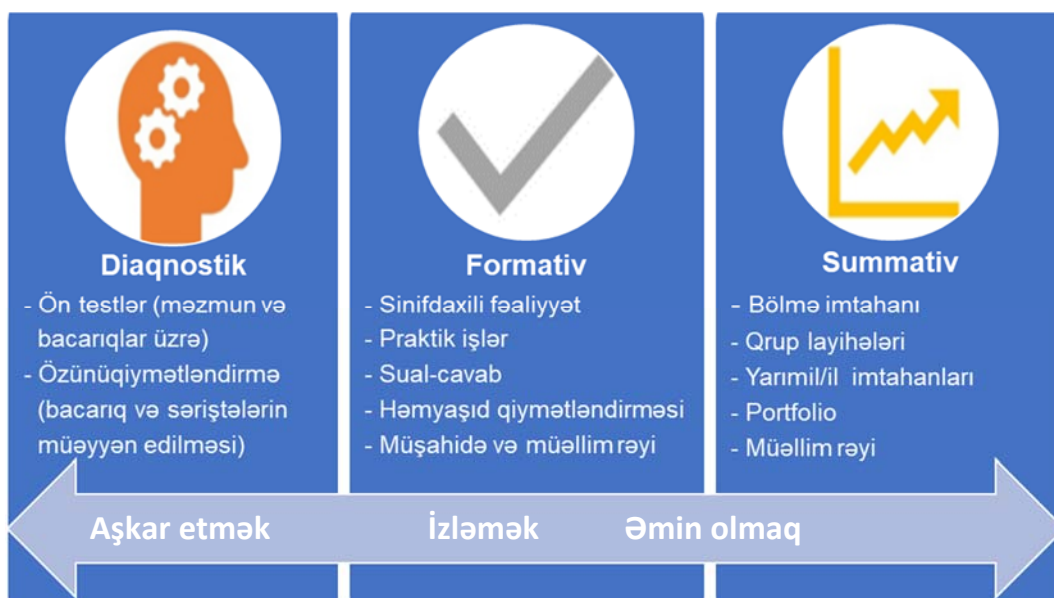 Diaqnostik
- Ön testlər (məzmun və
bacarıqlar üzrə)
- Özünüqiymətləndirmə
(bacarıq və səriştələrin
müəyyən edilməsi)
Formativ
- Sinifdaxili fəaliyyət
- Praktik işlər
- Sual-cavab
- Həmyaşıd qiymətləndirməsi
- Müşahidə və müəllim rəyi
Summativ
- Bölmə imtahanı
- Qrup layihələri
- Yarımil/il imtahanları
- Portfolio
- Müəllim rəyi
Aşkar etmək İzləmək Əmin olmaq